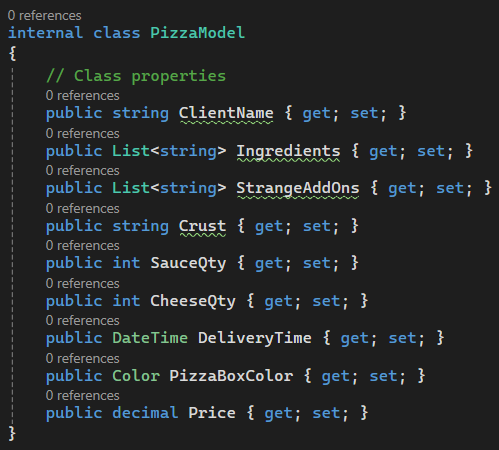 0 references
internal class PizzaModel
{
// Class properties
0 references
public string ClientName { get; set; }
0 references
public List<string> Ingredients { get; set; }
0 references
public List<string> StrangeAddOns { get; set; }
0 references
public string Crust { get; set; }
0 references
public int SauceQty { get; set; }
0 references
public int CheeseQty { get; set; }
0 references
public DateTime DeliveryTime { get; set; }
0 references
public Color PizzaBoxColor { get; set; }
0 references
public decimal Price { get; set; }
}